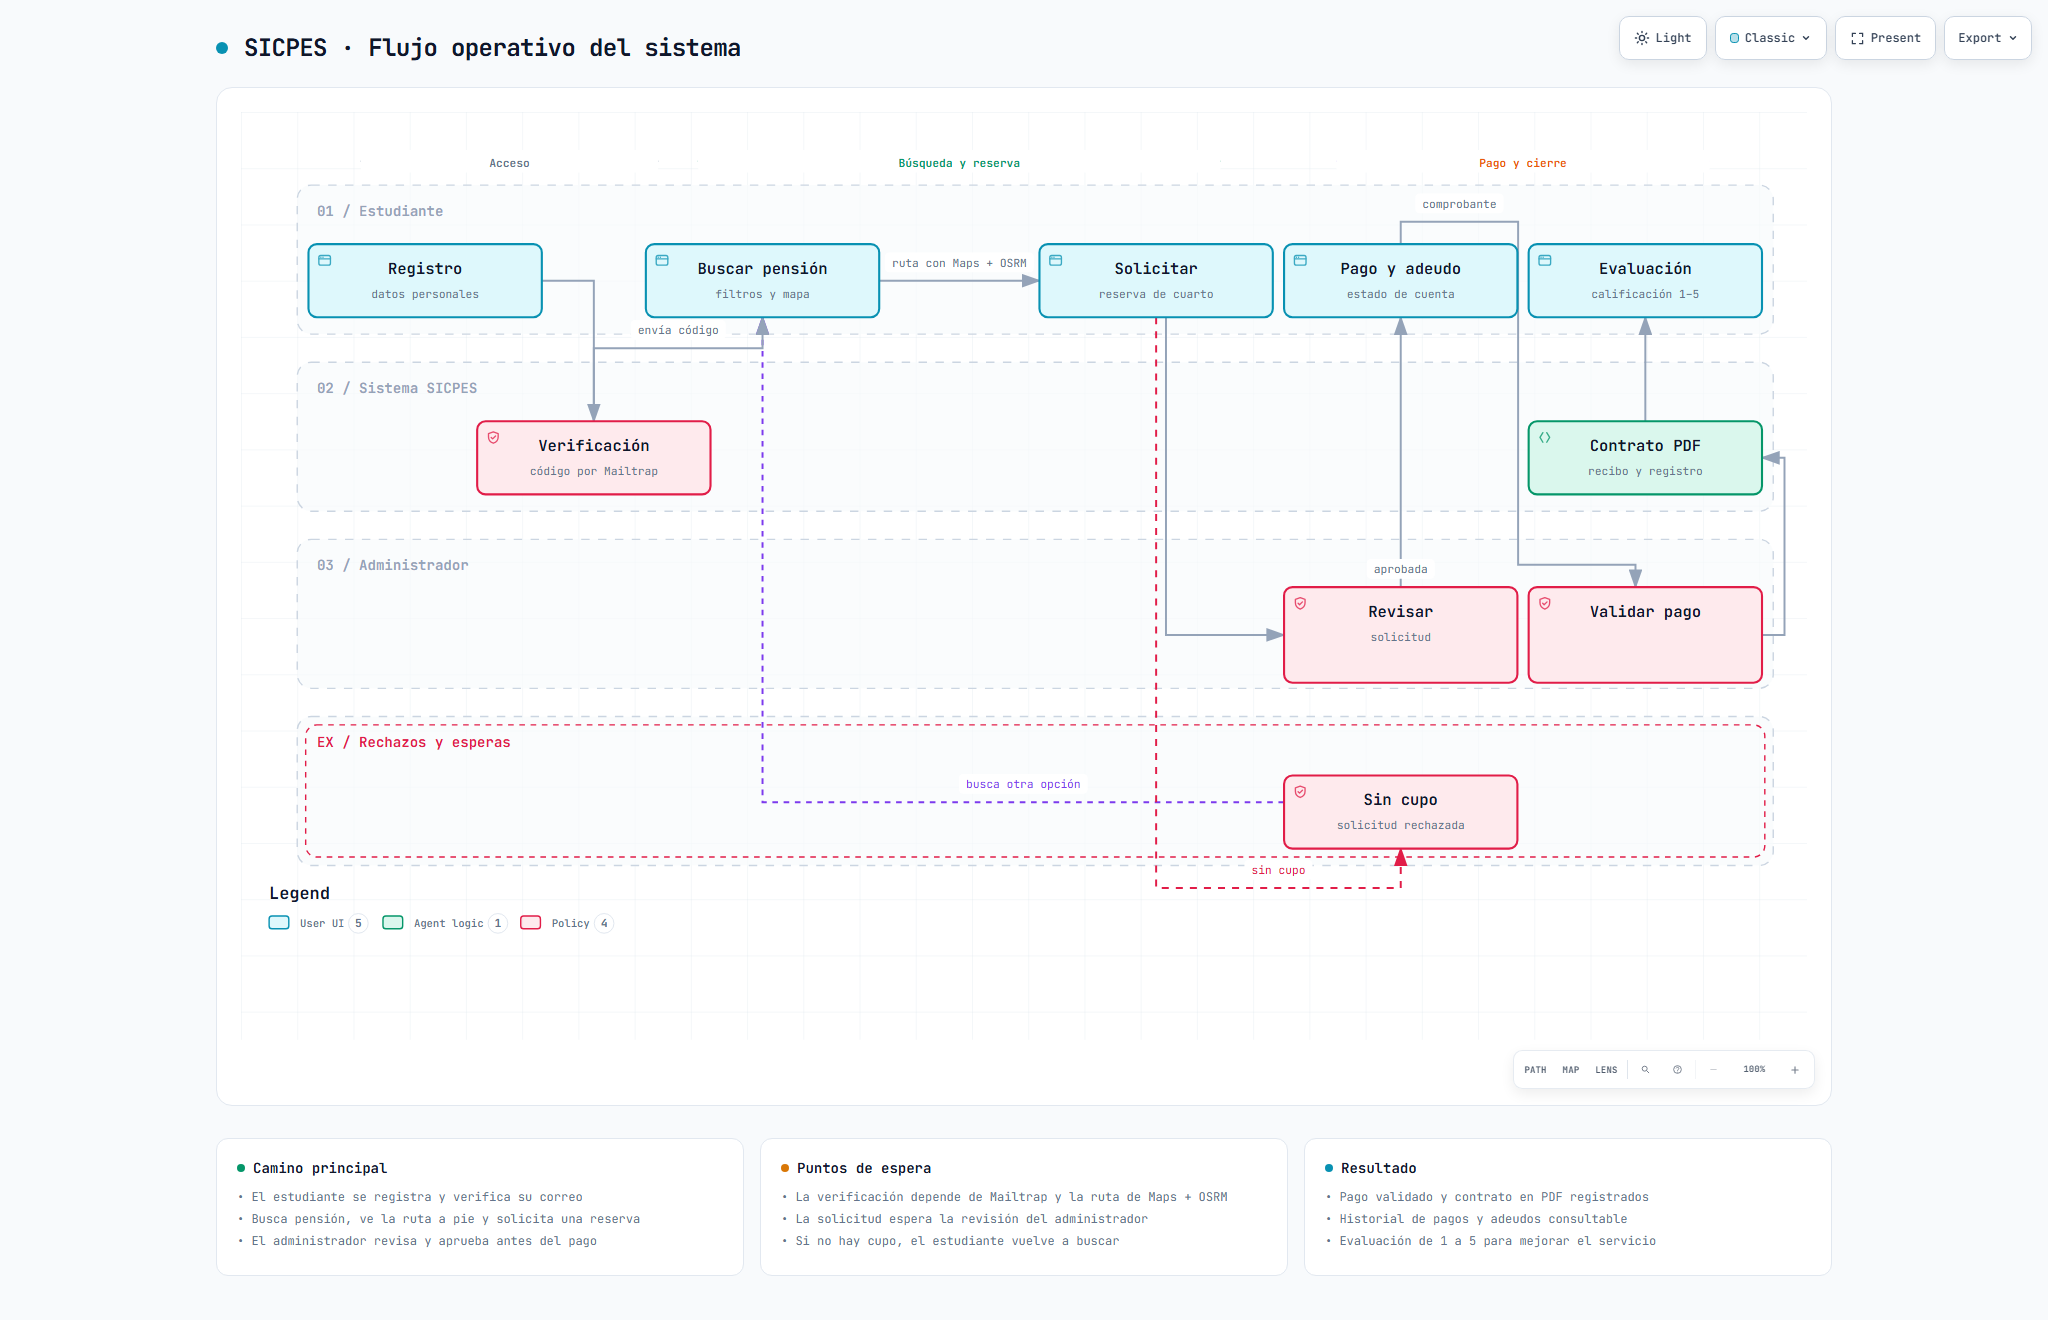 SICPES · Flujo operativo del sistema
Light
Classic
Present
Export
Acceso
Búsqueda y reserva
Pago y cierre
01 / Estudiante
comprobante
Registro
datos personales
Buscar pensión
filtros y mapa
ruta con Maps + OSRM
Solicitar
reserva de cuarto
Pago y adeudo
estado de cuenta
Evaluación
calificación 1–5
envía código
02 / Sistema SICPES
Verificación
código por Mailtrap
Contrato PDF
recibo y registro
03 / Administrador
aprobada
Revisar
solicitud
Validar pago
EX / Rechazos y esperas
busca otra opción
Sin cupo
solicitud rechazada
sin cupo
Legend
User UI 5
Agent logic 1
Policy 4
PATH
MAP
LENS
100%
Camino principal
• El estudiante se registra y verifica su correo
• Busca pensión, ve la ruta a pie y solicita una reserva
• El administrador revisa y aprueba antes del pago
Puntos de espera
• La verificación depende de Mailtrap y la ruta de Maps + OSRM
• La solicitud espera la revisión del administrador
• Si no hay cupo, el estudiante vuelve a buscar
Resultado
• Pago validado y contrato en PDF registrados
• Historial de pagos y adeudos consultable
• Evaluación de 1 a 5 para mejorar el servicio